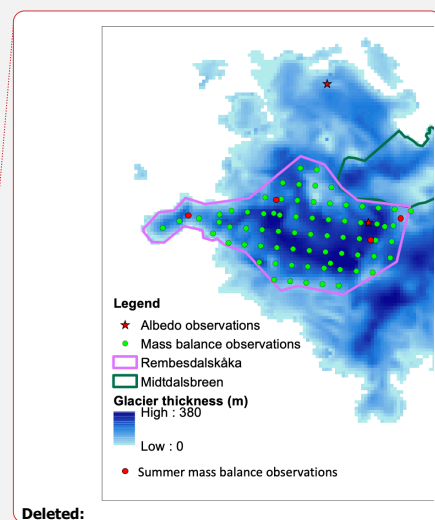 Legend
Albedo observations
Mass balance observations
Rembesdalskåka
Midtdalsbreen
Glacier thickness (m)
High : 380
Low : 0
Summer mass balance observations
Deleted: